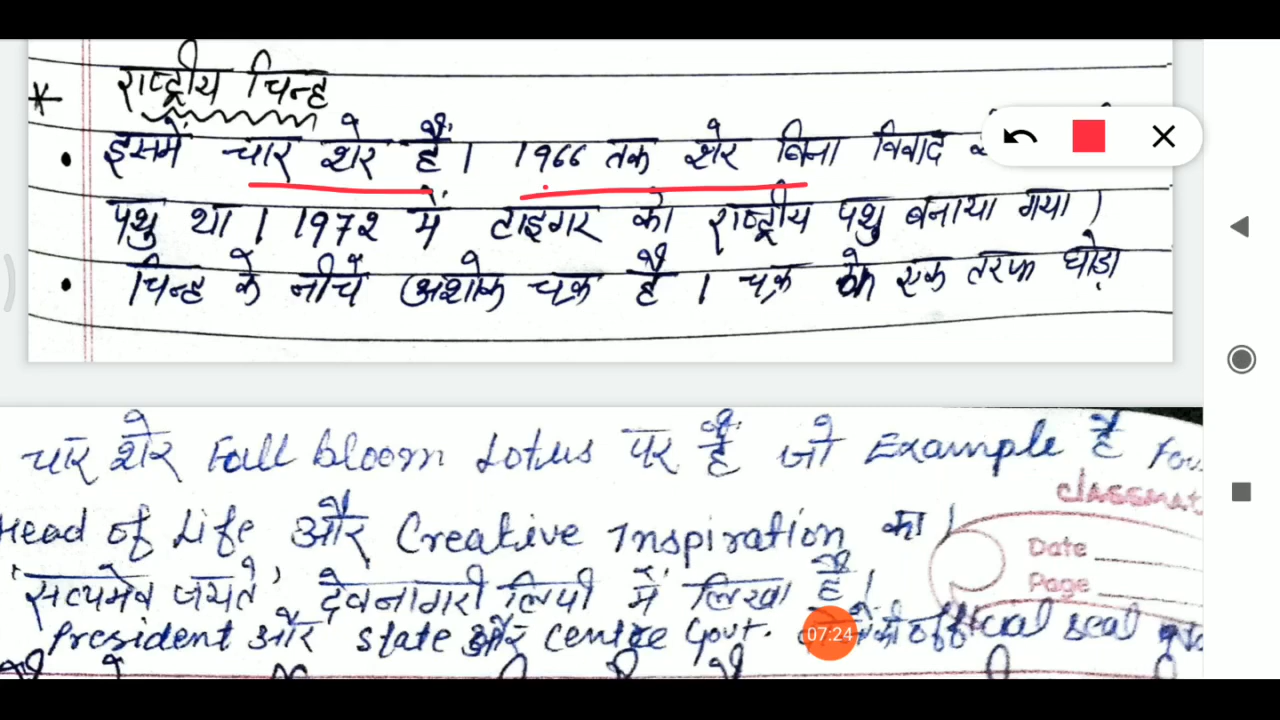 * राष्ट्रीय चिन्ह
• इसमें चार शेर हैं। 1966 तक शेर बिना विवाद
पशु था। 1972 में टाइगर को राष्ट्रीय पशु बनाया गया।
• चिन्ह के नीचे अशोक चक्र है। चक्र के एक तरफ घोड़ा
चार शेर Full bloom Lotus पर हैं जो Example है Fou
classmat
Head of Life और Creative Inspiration का।
Date
Page
'सत्यमेव जयते' देवनागरी लिपी में लिखा है।
President और state और centre Govt. official seal
07:24